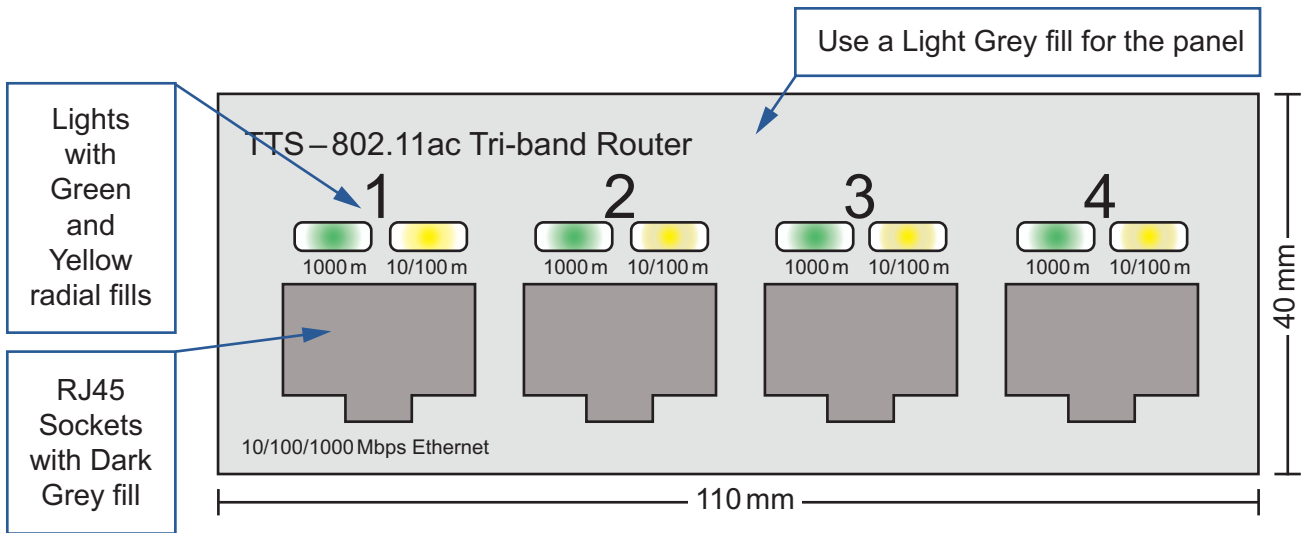 Use a Light Grey fill for the panel
Lights
with
Green
and
Yellow
radial fills
TTS–802.11ac Tri-band Router
1 2 3 4
1000 m 10/100 m 1000 m 10/100 m 1000 m 10/100 m 1000 m 10/100 m
40 mm
RJ45
Sockets
with Dark
Grey fill
10/100/1000 Mbps Ethernet
110 mm